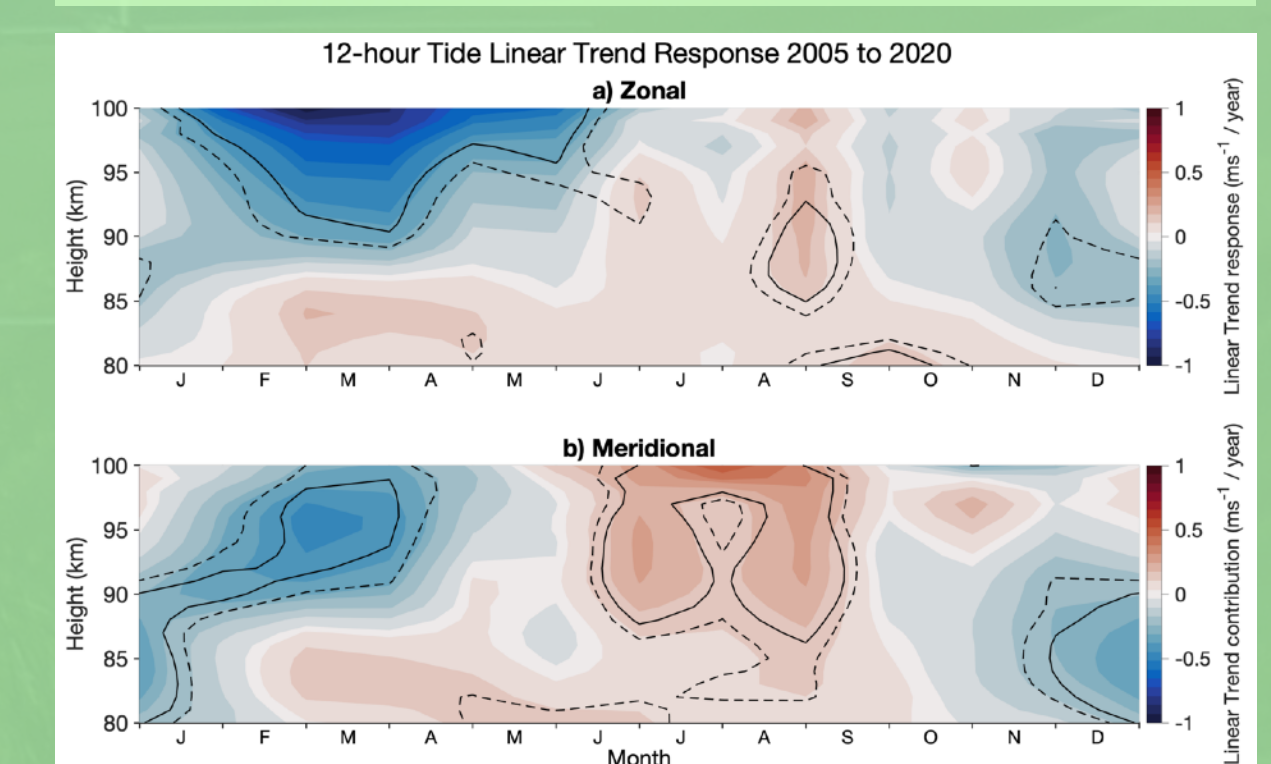 12-hour Tide Linear Trend Response 2005 to 2020
a) Zonal
Height (km)
100
95
90
85
80
J F M A M J J A S O N D
1
0.5
0
-0.5
-1
Linear Trend response (ms⁻¹ / year)
b) Meridional
Height (km)
100
95
90
85
80
J F M A M J J A S O N D
Month
1
0.5
0
-0.5
-1
Linear Trend contribution (ms⁻¹ / year)